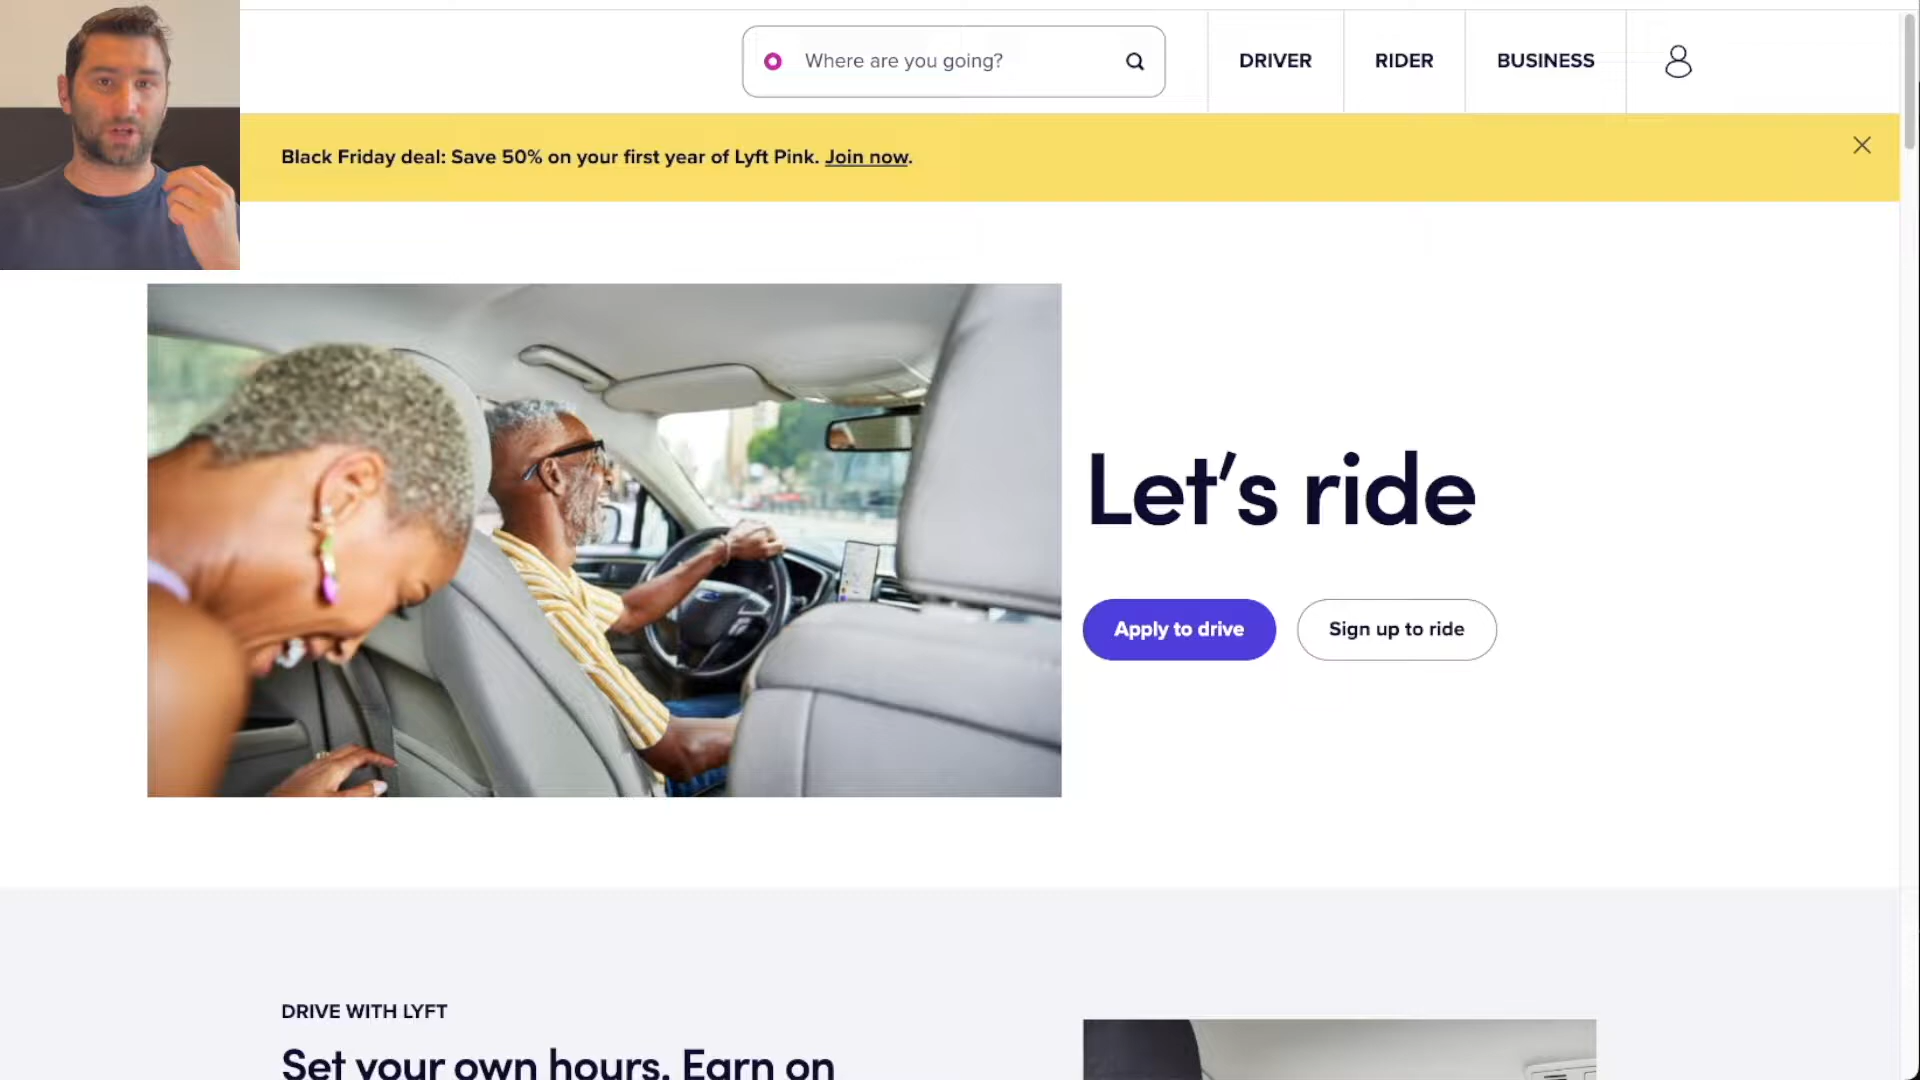 Where are you going?
DRIVER
RIDER
BUSINESS
Black Friday deal: Save 50% on your first year of Lyft Pink. Join now.
Let's ride
Apply to drive
Sign up to ride
DRIVE WITH LYFT
Set your own hours. Earn on